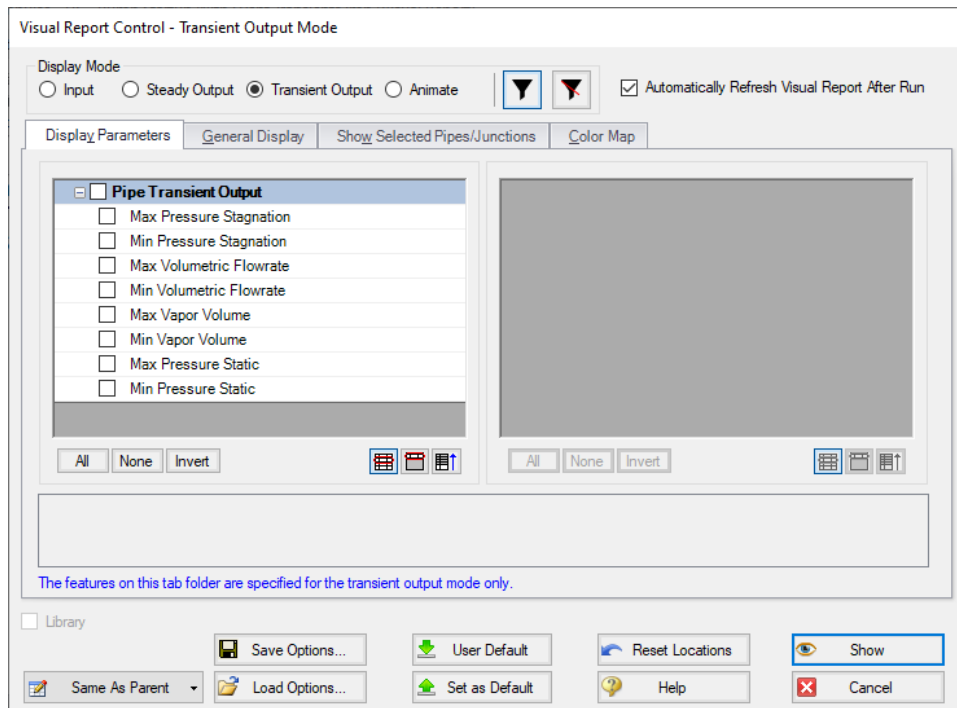 Visual Report Control - Transient Output Mode
Display Mode
Input Steady Output Transient Output Animate
Automatically Refresh Visual Report After Run
Display Parameters General Display Show Selected Pipes/Junctions Color Map
Pipe Transient Output
Max Pressure Stagnation
Min Pressure Stagnation
Max Volumetric Flowrate
Min Volumetric Flowrate
Max Vapor Volume
Min Vapor Volume
Max Pressure Static
Min Pressure Static
All None Invert All None Invert
The features on this tab folder are specified for the transient output mode only.
Library
Save Options... User Default Reset Locations Show
Same As Parent Load Options... Set as Default Help Cancel